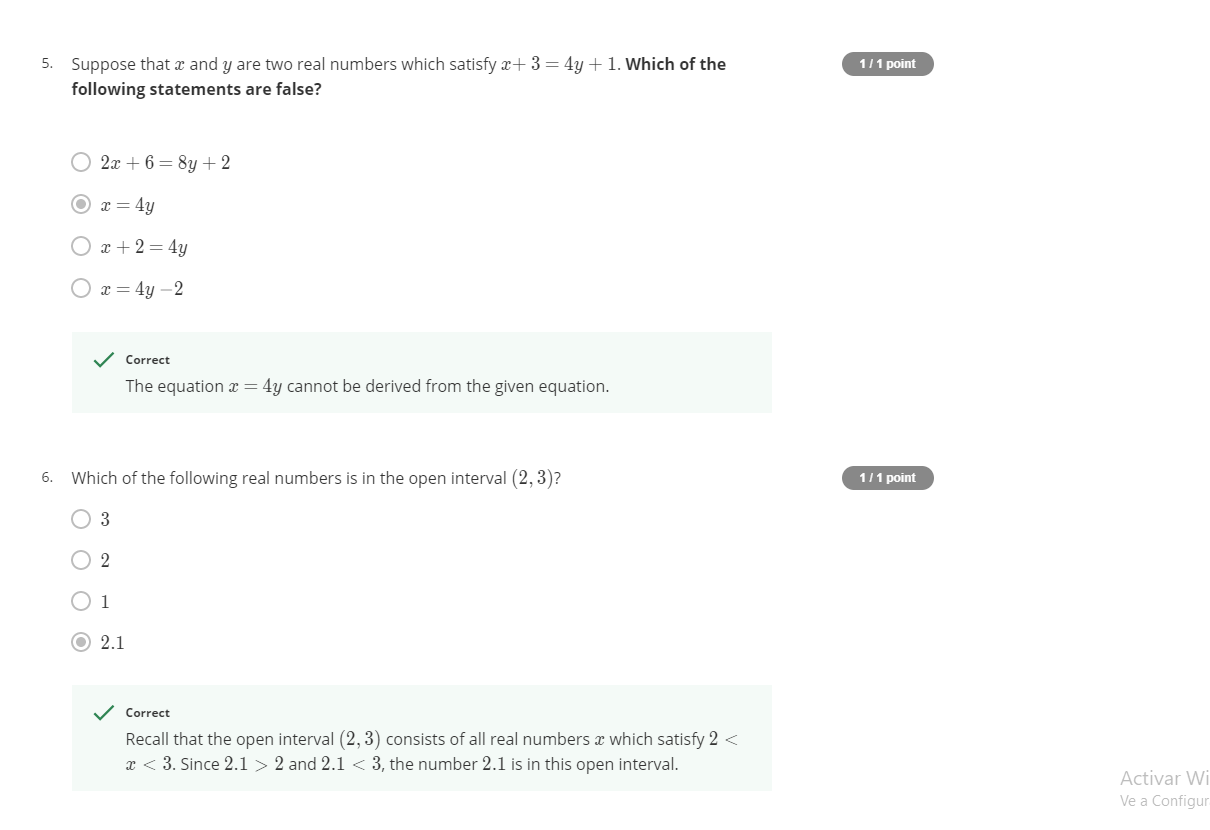 5. Suppose that x and y are two real numbers which satisfy x+ 3 = 4y + 1. Which of the 1 / 1 point
following statements are false?
2x + 6 = 8y + 2
x = 4y
x + 2 = 4y
x = 4y −2
Correct
The equation x = 4y cannot be derived from the given equation.
6. Which of the following real numbers is in the open interval (2, 3)? 1 / 1 point
3
2
1
2.1
Correct
Recall that the open interval (2, 3) consists of all real numbers x which satisfy 2 <
x < 3. Since 2.1 > 2 and 2.1 < 3, the number 2.1 is in this open interval.
Activar Wi
Ve a Configur